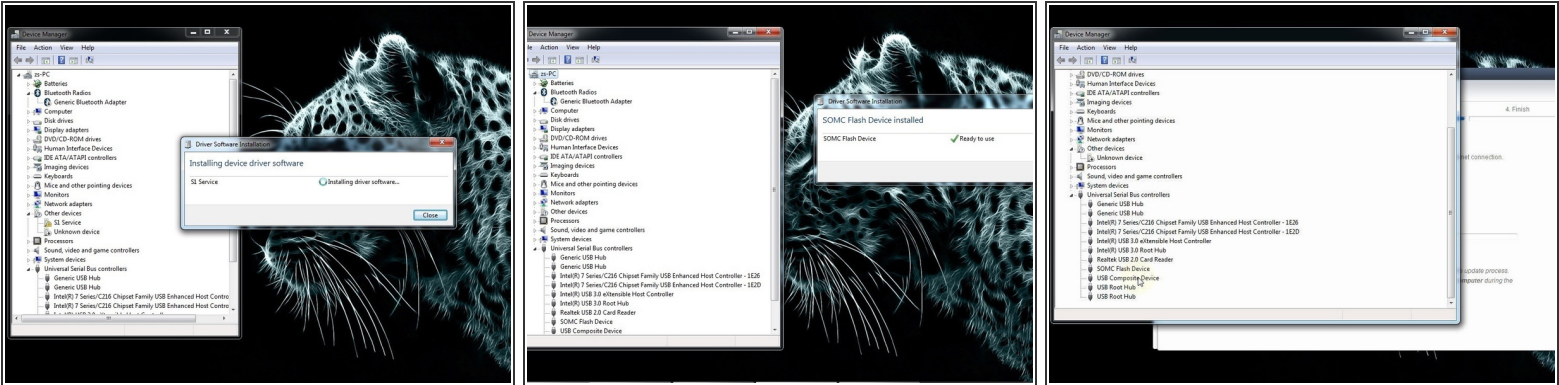 Device Manager
File Action View Help
zs-PC
Batteries
Bluetooth Radios
Generic Bluetooth Adapter
Computer
Disk drives
Display adapters
DVD/CD-ROM drives
Human Interface Devices
IDE ATA/ATAPI controllers
Imaging devices
Keyboards
Mice and other pointing devices
Monitors
Network adapters
Other devices
S1 Service
Unknown device
Processors
Sound, video and game controllers
System devices
Universal Serial Bus controllers
Generic USB Hub
Generic USB Hub
Intel(R) 7 Series/C216 Chipset Family USB Enhanced Host Contro
Intel(R) 7 Series/C216 Chipset Family USB Enhanced Host Contro
Driver Software Installation
Installing device driver software
S1 Service Installing driver software...
Close
Device Manager
Action View Help
zs-PC
Batteries
Bluetooth Radios
Generic Bluetooth Adapter
Computer
Disk drives
Display adapters
DVD/CD-ROM drives
Human Interface Devices
IDE ATA/ATAPI controllers
Imaging devices
Keyboards
Mice and other pointing devices
Monitors
Network adapters
Other devices
Processors
Sound, video and game controllers
System devices
Universal Serial Bus controllers
Generic USB Hub
Generic USB Hub
Intel(R) 7 Series/C216 Chipset Family USB Enhanced Host Controller - 1E26
Intel(R) 7 Series/C216 Chipset Family USB Enhanced Host Controller - 1E2D
Intel(R) USB 3.0 eXtensible Host Controller
Intel(R) USB 3.0 Root Hub
Realtek USB 2.0 Card Reader
SOMC Flash Device
USB Composite Device
Driver Software Installation
SOMC Flash Device installed
SOMC Flash Device Ready to use
Device Manager
File Action View Help
DVD/CD-ROM drives
Human Interface Devices
IDE ATA/ATAPI controllers
Imaging devices
Keyboards
Mice and other pointing devices
Monitors
Network adapters
Other devices
Unknown device
Processors
Sound, video and game controllers
System devices
Universal Serial Bus controllers
Generic USB Hub
Generic USB Hub
Intel(R) 7 Series/C216 Chipset Family USB Enhanced Host Controller - 1E26
Intel(R) 7 Series/C216 Chipset Family USB Enhanced Host Controller - 1E2D
Intel(R) USB 3.0 eXtensible Host Controller
Intel(R) USB 3.0 Root Hub
Realtek USB 2.0 Card Reader
SOMC Flash Device
USB Composite Device
USB Root Hub
USB Root Hub
4. Finish
connection.
update process.
computer during the